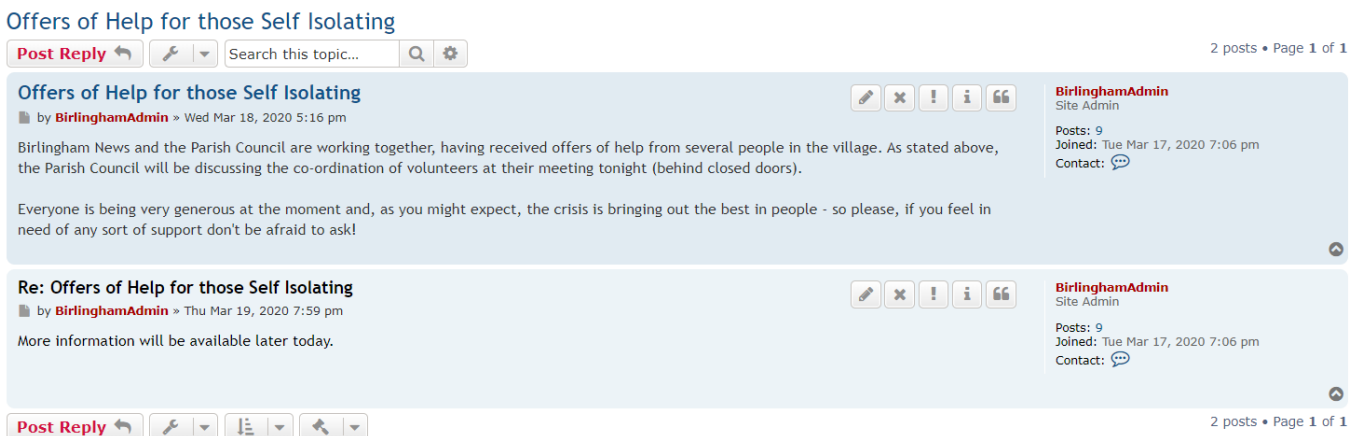 Offers of Help for those Self Isolating
Post Reply
Search this topic...
2 posts • Page 1 of 1
Offers of Help for those Self Isolating
by BirlinghamAdmin » Wed Mar 18, 2020 5:16 pm
Birlingham News and the Parish Council are working together, having received offers of help from several people in the village. As stated above,
the Parish Council will be discussing the co-ordination of volunteers at their meeting tonight (behind closed doors).
Everyone is being very generous at the moment and, as you might expect, the crisis is bringing out the best in people - so please, if you feel in
need of any sort of support don't be afraid to ask!
BirlinghamAdmin
Site Admin
Posts: 9
Joined: Tue Mar 17, 2020 7:06 pm
Contact:
Re: Offers of Help for those Self Isolating
by BirlinghamAdmin » Thu Mar 19, 2020 7:59 pm
More information will be available later today.
BirlinghamAdmin
Site Admin
Posts: 9
Joined: Tue Mar 17, 2020 7:06 pm
Contact:
Post Reply
2 posts • Page 1 of 1